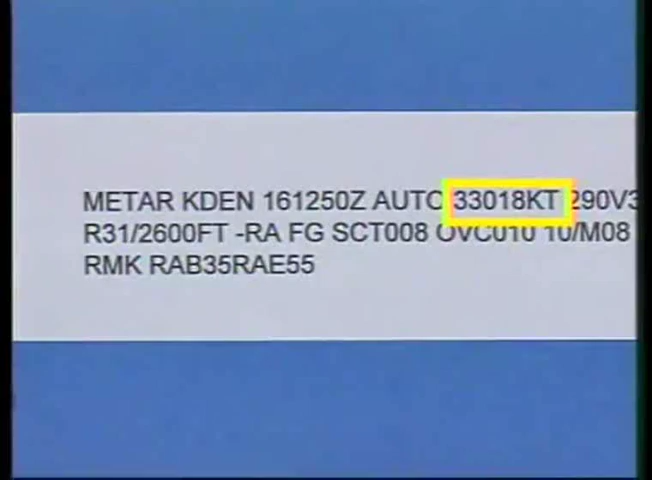 METAR KDEN 161250Z AUTO 33018KT 290V3
R31/2600FT -RA FG SCT008 OVC010 10/M08
RMK RAB35RAE55